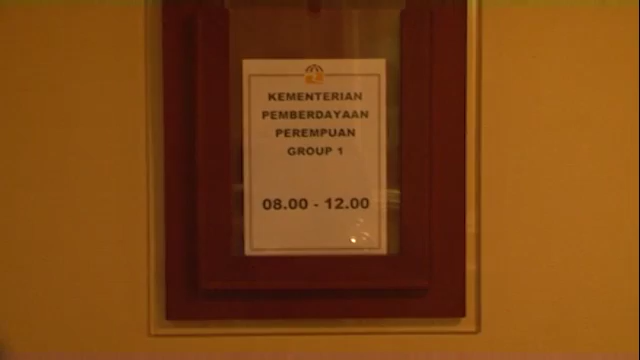 KEMENTERIAN
PEMBERDAYAAN
PEREMPUAN
GROUP 1
08.00 - 12.00